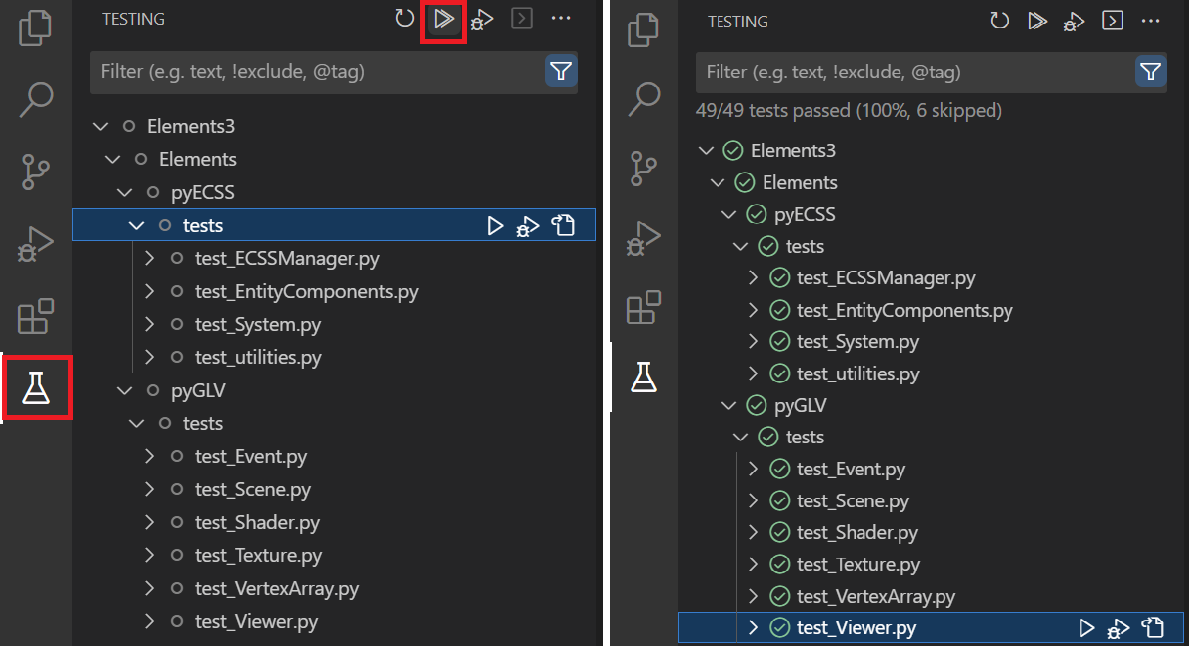 TESTING
Filter (e.g. text, !exclude, @tag)
Elements3
Elements
pyECSS
tests
test_ECSSManager.py
test_EntityComponents.py
test_System.py
test_utilities.py
pyGLV
tests
test_Event.py
test_Scene.py
test_Shader.py
test_Texture.py
test_VertexArray.py
test_Viewer.py
TESTING
Filter (e.g. text, !exclude, @tag)
49/49 tests passed (100%, 6 skipped)
Elements3
Elements
pyECSS
tests
test_ECSSManager.py
test_EntityComponents.py
test_System.py
test_utilities.py
pyGLV
tests
test_Event.py
test_Scene.py
test_Shader.py
test_Texture.py
test_VertexArray.py
test_Viewer.py